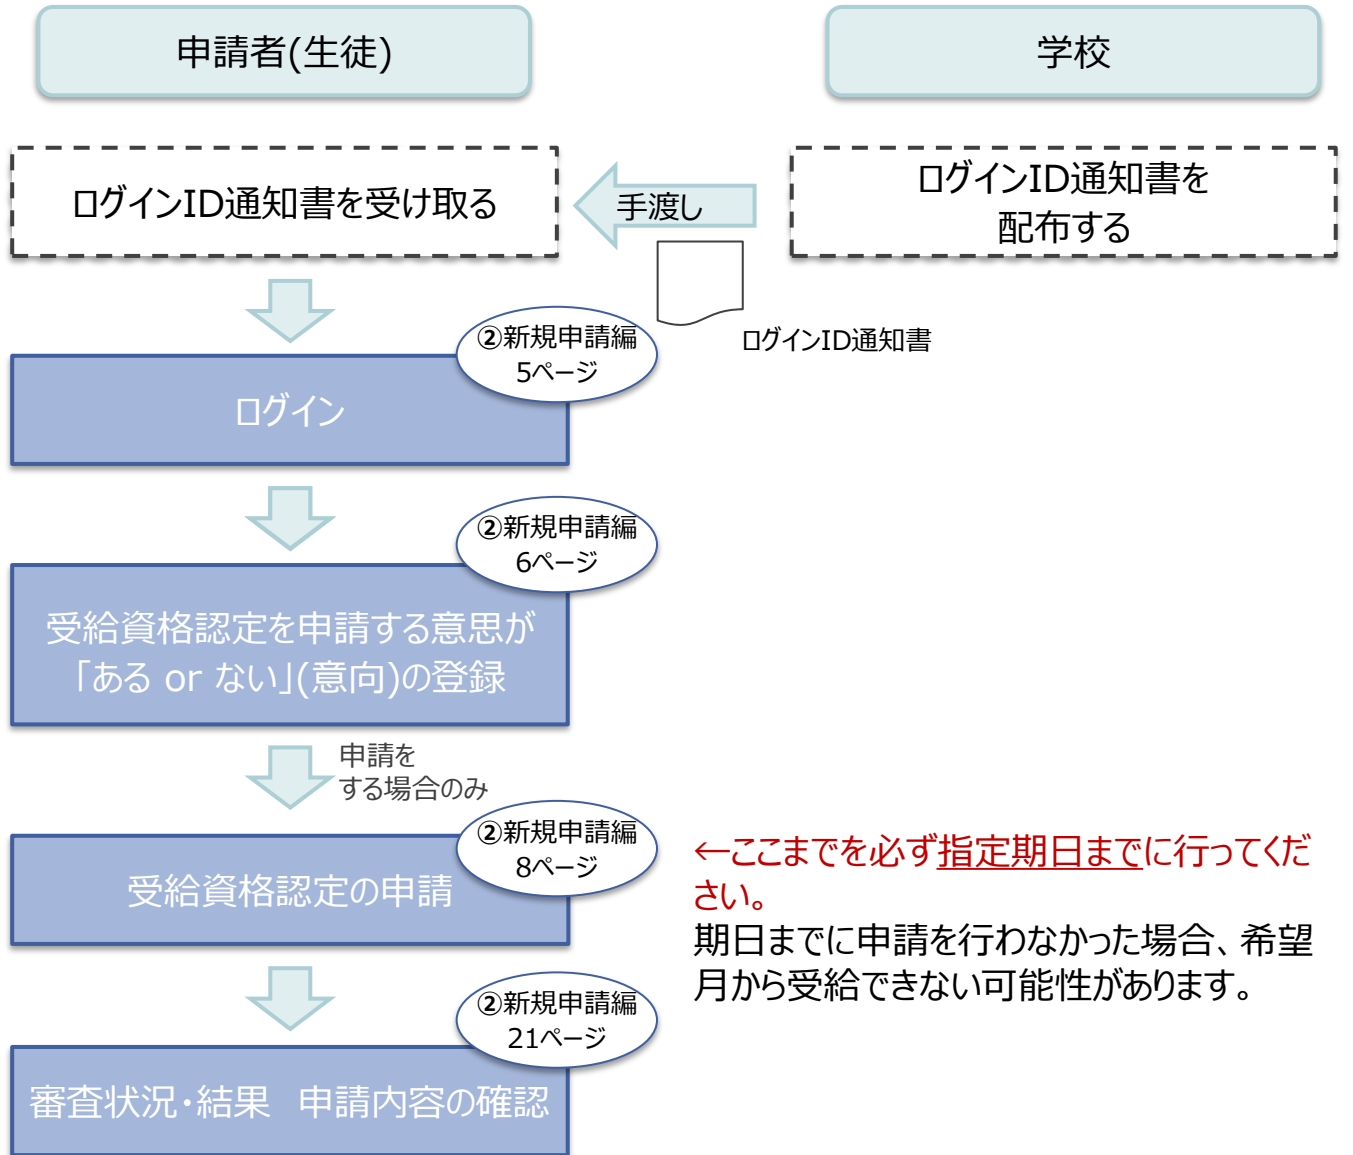 申請者(生徒)
学校
ログインID通知書を受け取る
手渡し
ログインID通知書を
配布する
ログインID通知書
②新規申請編
5ページ
ログイン
②新規申請編
6ページ
受給資格認定を申請する意思が
「ある or ない」(意向)の登録
申請を
する場合のみ
②新規申請編
8ページ
受給資格認定の申請
←ここまでを必ず指定期日までに行ってくだ
さい。
期日までに申請を行わなかった場合、希望
月から受給できない可能性があります。
②新規申請編
21ページ
審査状況・結果　申請内容の確認